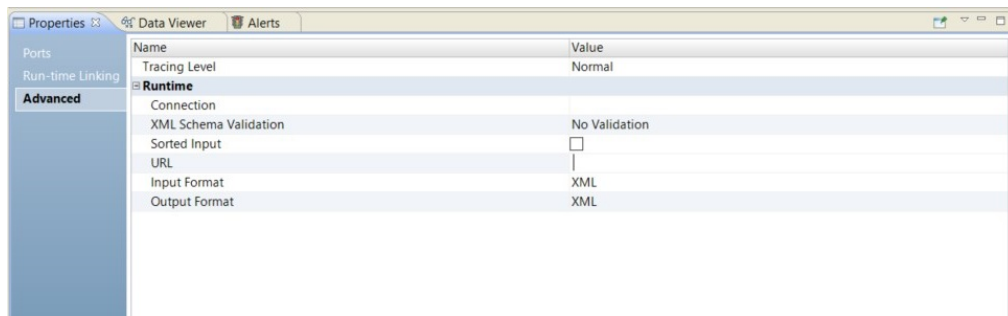 Properties Data Viewer Alerts
Ports
Run-time Linking
Advanced
Name Value
Tracing Level Normal
Runtime
Connection
XML Schema Validation No Validation
Sorted Input
URL
Input Format XML
Output Format XML